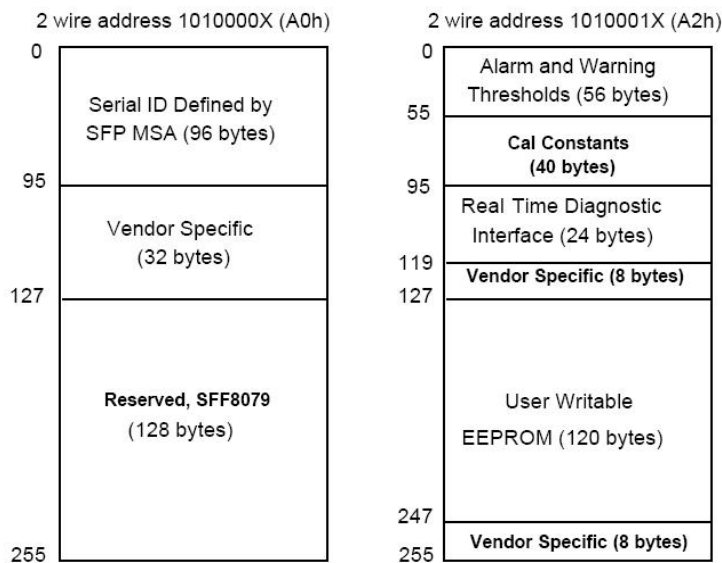 2 wire address 1010000X (A0h)
0
Serial ID Defined by
SFP MSA (96 bytes)
95
Vendor Specific
(32 bytes)
127
Reserved, SFF8079
(128 bytes)
255
2 wire address 1010001X (A2h)
0
Alarm and Warning
Thresholds (56 bytes)
55
Cal Constants
(40 bytes)
95
Real Time Diagnostic
Interface (24 bytes)
119
Vendor Specific (8 bytes)
127
User Writable
EEPROM (120 bytes)
247
Vendor Specific (8 bytes)
255